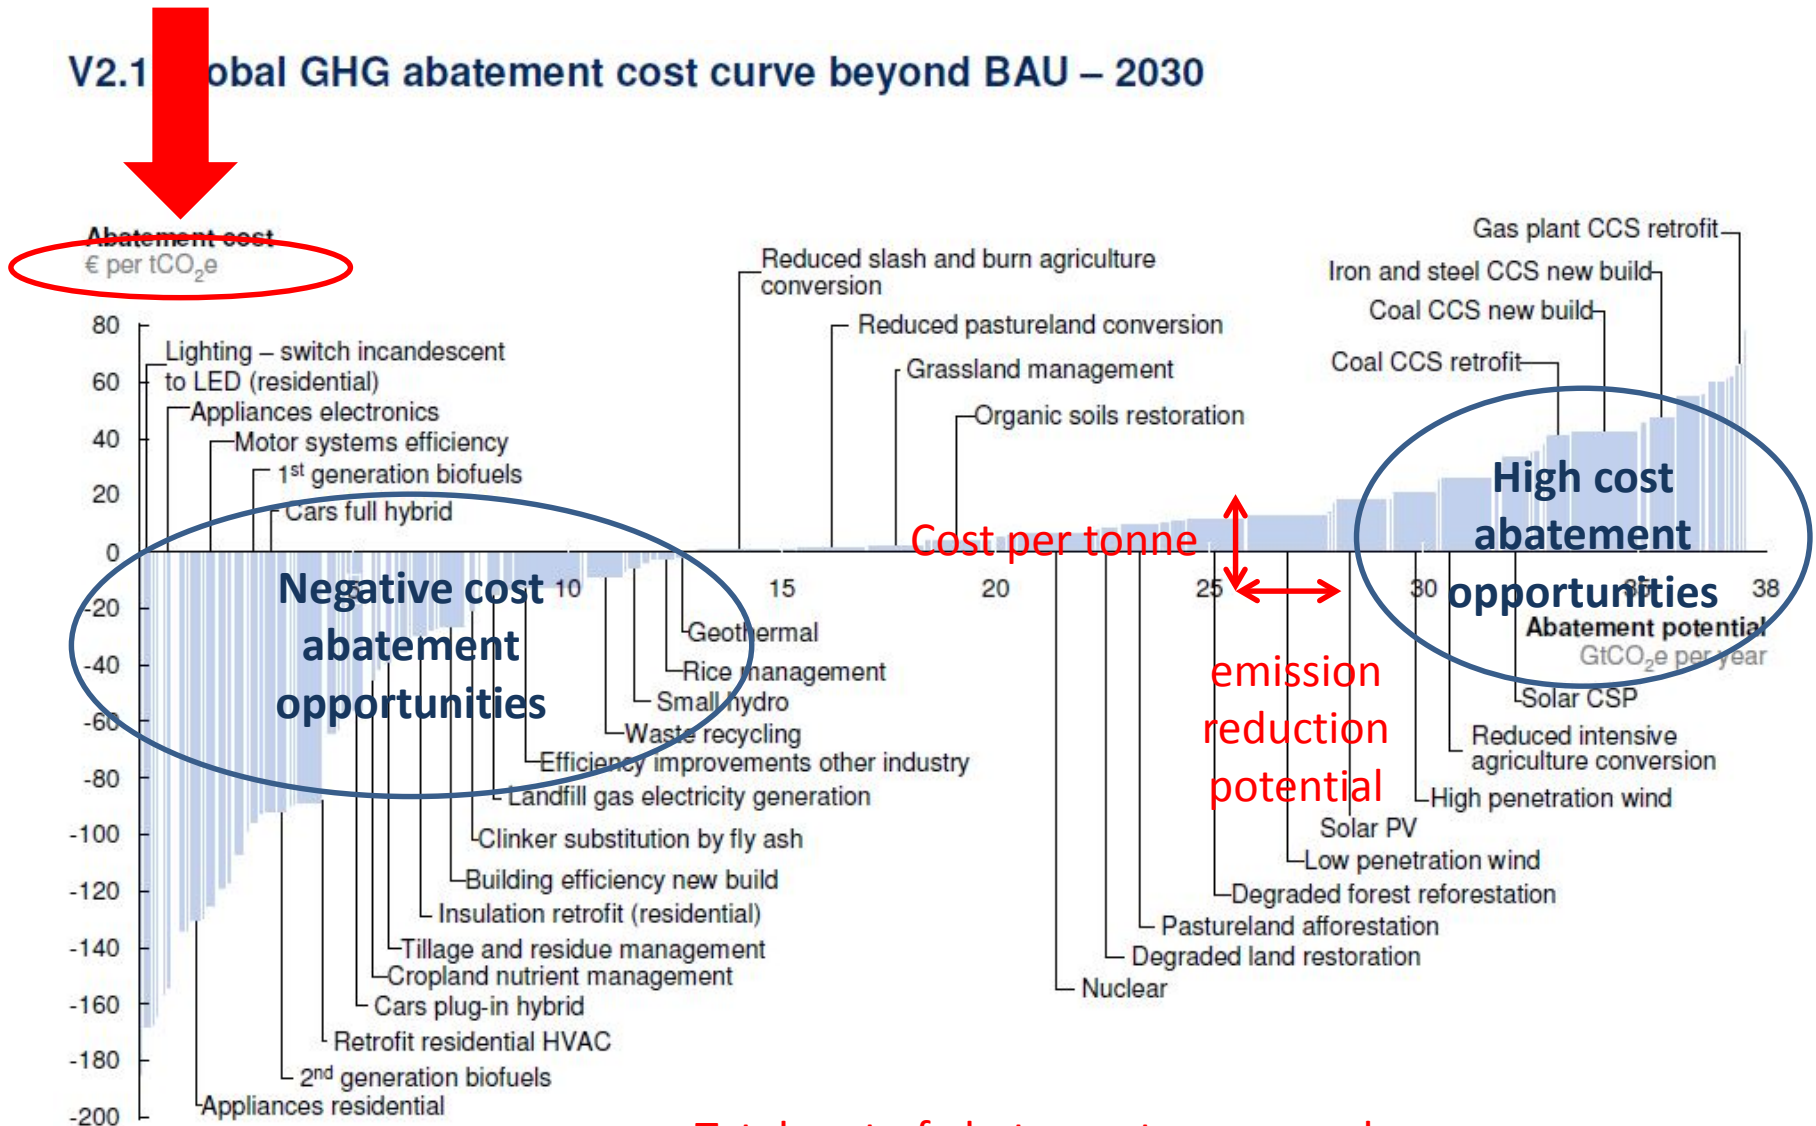 V2.1 obal GHG abatement cost curve beyond BAU – 2030
Abatement cost
€ per tCO₂e
80
60
40
20
0
-20
-40
-60
-80
-100
-120
-140
-160
-180
-200
5
10
15
20
25
30
35
38
Abatement potential
GtCO₂e per year
Lighting – switch incandescent
to LED (residential)
Appliances electronics
Motor systems efficiency
1st generation biofuels
Cars full hybrid
Reduced slash and burn agriculture
conversion
Reduced pastureland conversion
Grassland management
Organic soils restoration
Gas plant CCS retrofit
Iron and steel CCS new build
Coal CCS new build
Coal CCS retrofit
Negative cost
abatement
opportunities
Cost per tonne
emission
reduction
potential
High cost
abatement
opportunities
Geothermal
Rice management
Small hydro
Waste recycling
Efficiency improvements other industry
Landfill gas electricity generation
Clinker substitution by fly ash
Building efficiency new build
Insulation retrofit (residential)
Tillage and residue management
Cropland nutrient management
Cars plug-in hybrid
Retrofit residential HVAC
2nd generation biofuels
Appliances residential
Solar CSP
Reduced intensive
agriculture conversion
High penetration wind
Solar PV
Low penetration wind
Degraded forest reforestation
Pastureland afforestation
Degraded land restoration
Nuclear